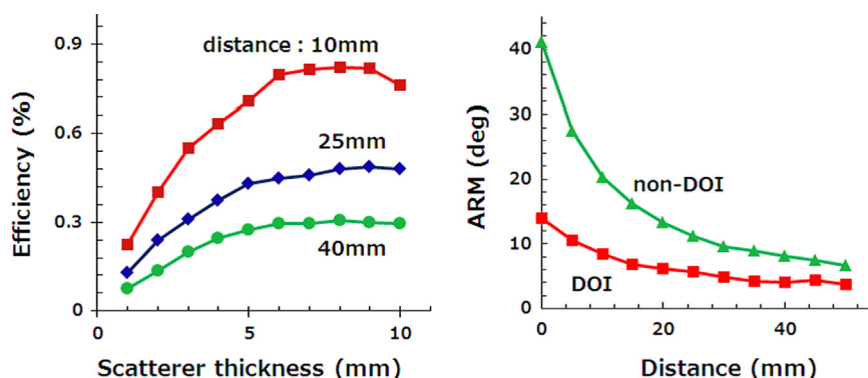 0.9
0.6
0.3
0
Efficiency (%)
distance : 10mm
25mm
40mm
0 5 10
Scatterer thickness (mm)
40
30
20
10
0
ARM (deg)
non-DOI
DOI
0 20 40
Distance (mm)